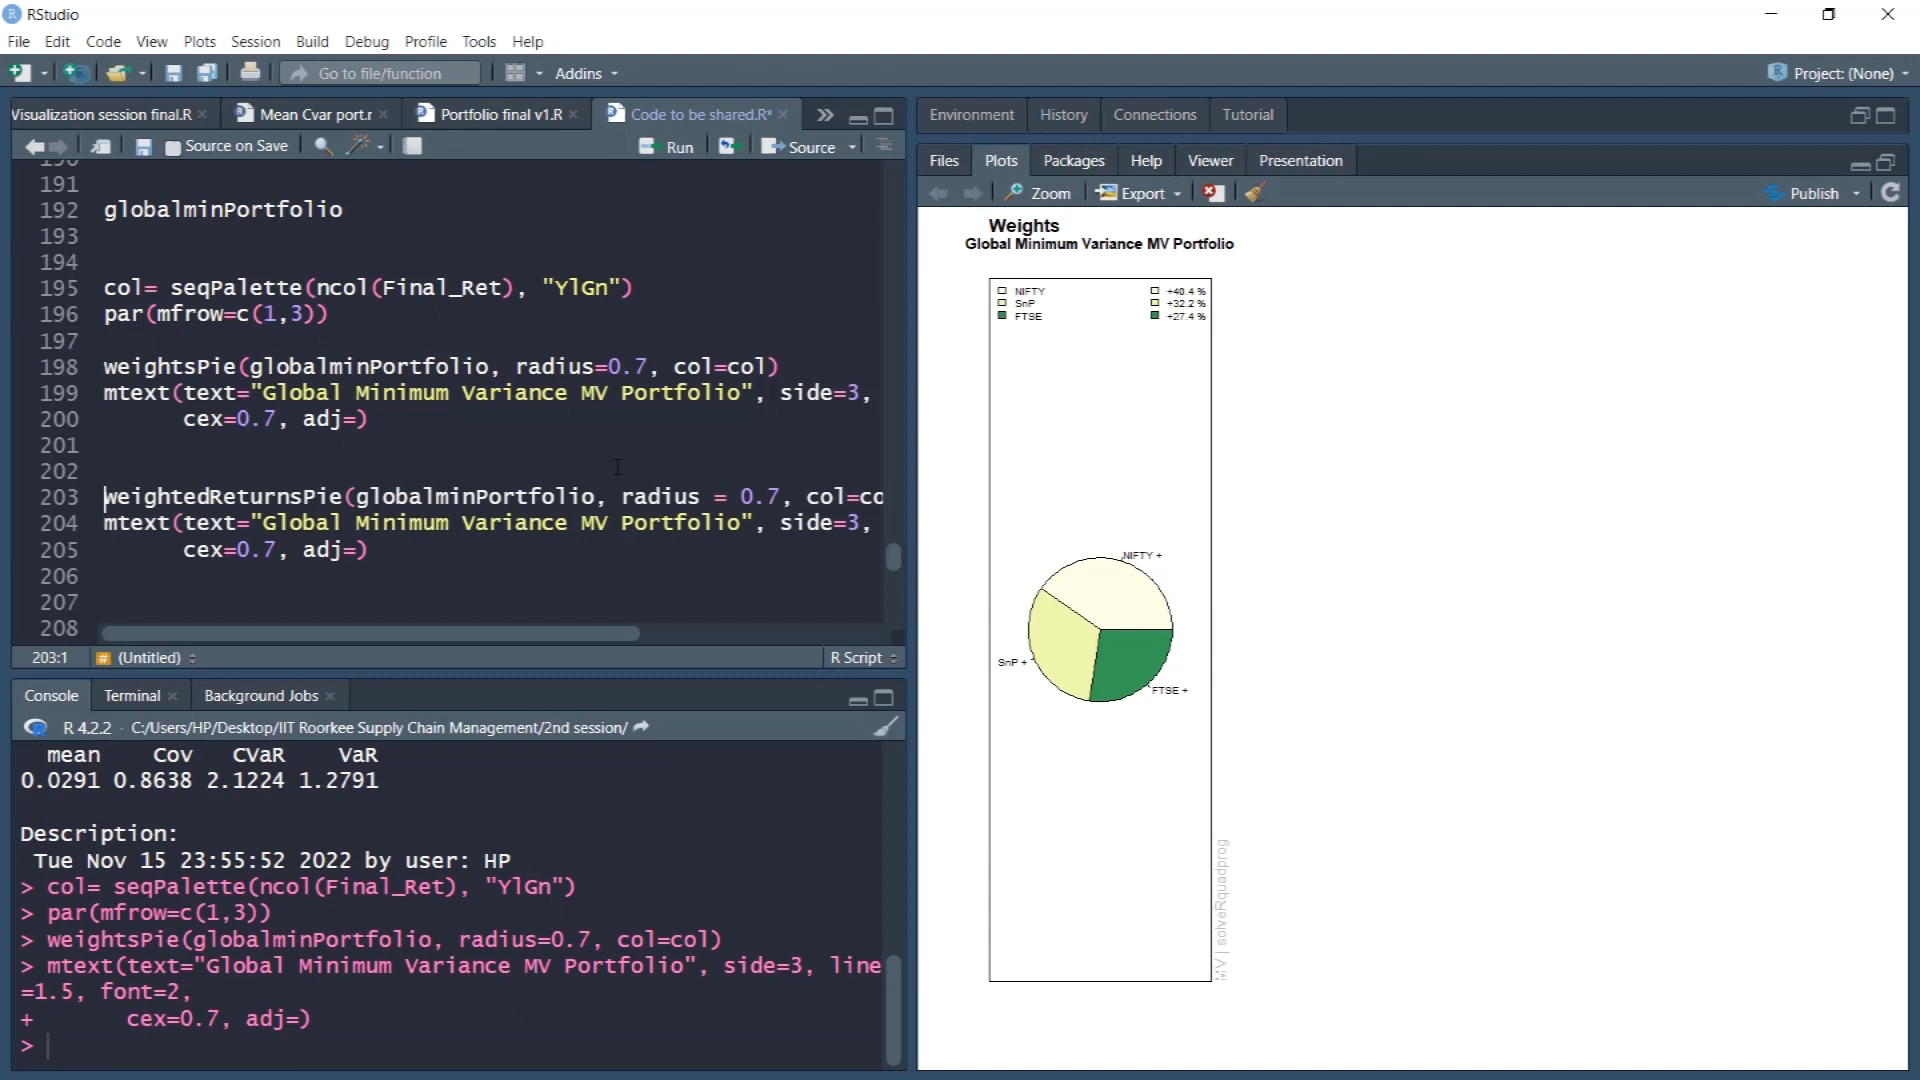 RStudio
File Edit Code View Plots Session Build Debug Profile Tools Help
Go to file/function Addins Project: (None)
Visualization session final.R Mean Cvar port.r Portfolio final v1.R Code to be shared.R*
Source on Save Run Source
191
192 globalminPortfolio
193
194
195 col= seqPalette(ncol(Final_Ret), "YlGn")
196 par(mfrow=c(1,3))
197
198 weightsPie(globalminPortfolio, radius=0.7, col=col)
199 mtext(text="Global Minimum Variance MV Portfolio", side=3,
200 cex=0.7, adj=)
201
202
203 weightedReturnsPie(globalminPortfolio, radius = 0.7, col=co
204 mtext(text="Global Minimum Variance MV Portfolio", side=3,
205 cex=0.7, adj=)
206
207
208
203:1 # (Untitled) R Script
Console Terminal Background Jobs
R 4.2.2 · C:/Users/HP/Desktop/IIT Roorkee Supply Chain Management/2nd session/
mean Cov CVaR VaR
0.0291 0.8638 2.1224 1.2791
Description:
Tue Nov 15 23:55:52 2022 by user: HP
> col= seqPalette(ncol(Final_Ret), "YlGn")
> par(mfrow=c(1,3))
> weightsPie(globalminPortfolio, radius=0.7, col=col)
> mtext(text="Global Minimum Variance MV Portfolio", side=3, line
=1.5, font=2,
+ cex=0.7, adj=)
>
Environment History Connections Tutorial
Files Plots Packages Help Viewer Presentation
Zoom Export Publish
Weights
Global Minimum Variance MV Portfolio
NIFTY +40.4 %
SnP +32.2 %
FTSE +27.4 %
NIFTY +
SnP +
FTSE +
MV | solveRquadprog